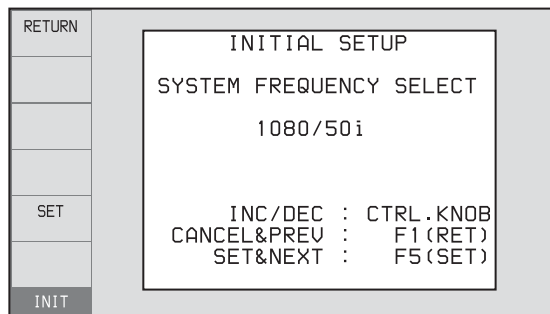 RETURN
INITIAL SETUP
SYSTEM FREQUENCY SELECT
1080/50i
SET
INC/DEC : CTRL.KNOB
CANCEL&PREV : F1(RET)
SET&NEXT : F5(SET)
INIT